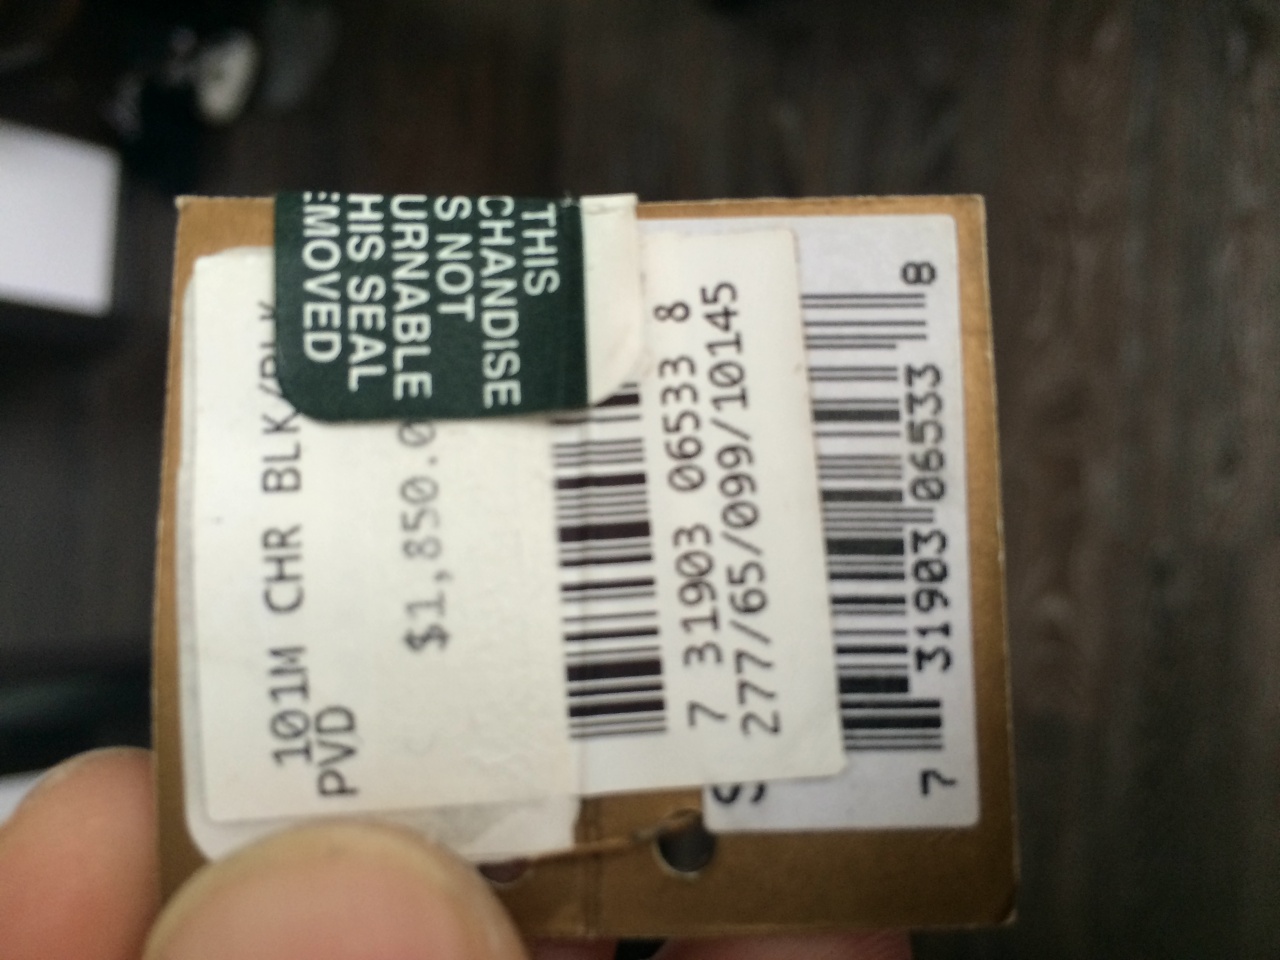 THIS
CHANDISE
S NOT
URNABLE
HIS SEAL
EMOVED
101M CHR BLK/BLK
PVD
$1,850.0
7 31903 06533 8
277/65/099/10145
S
7 31903 06533 8